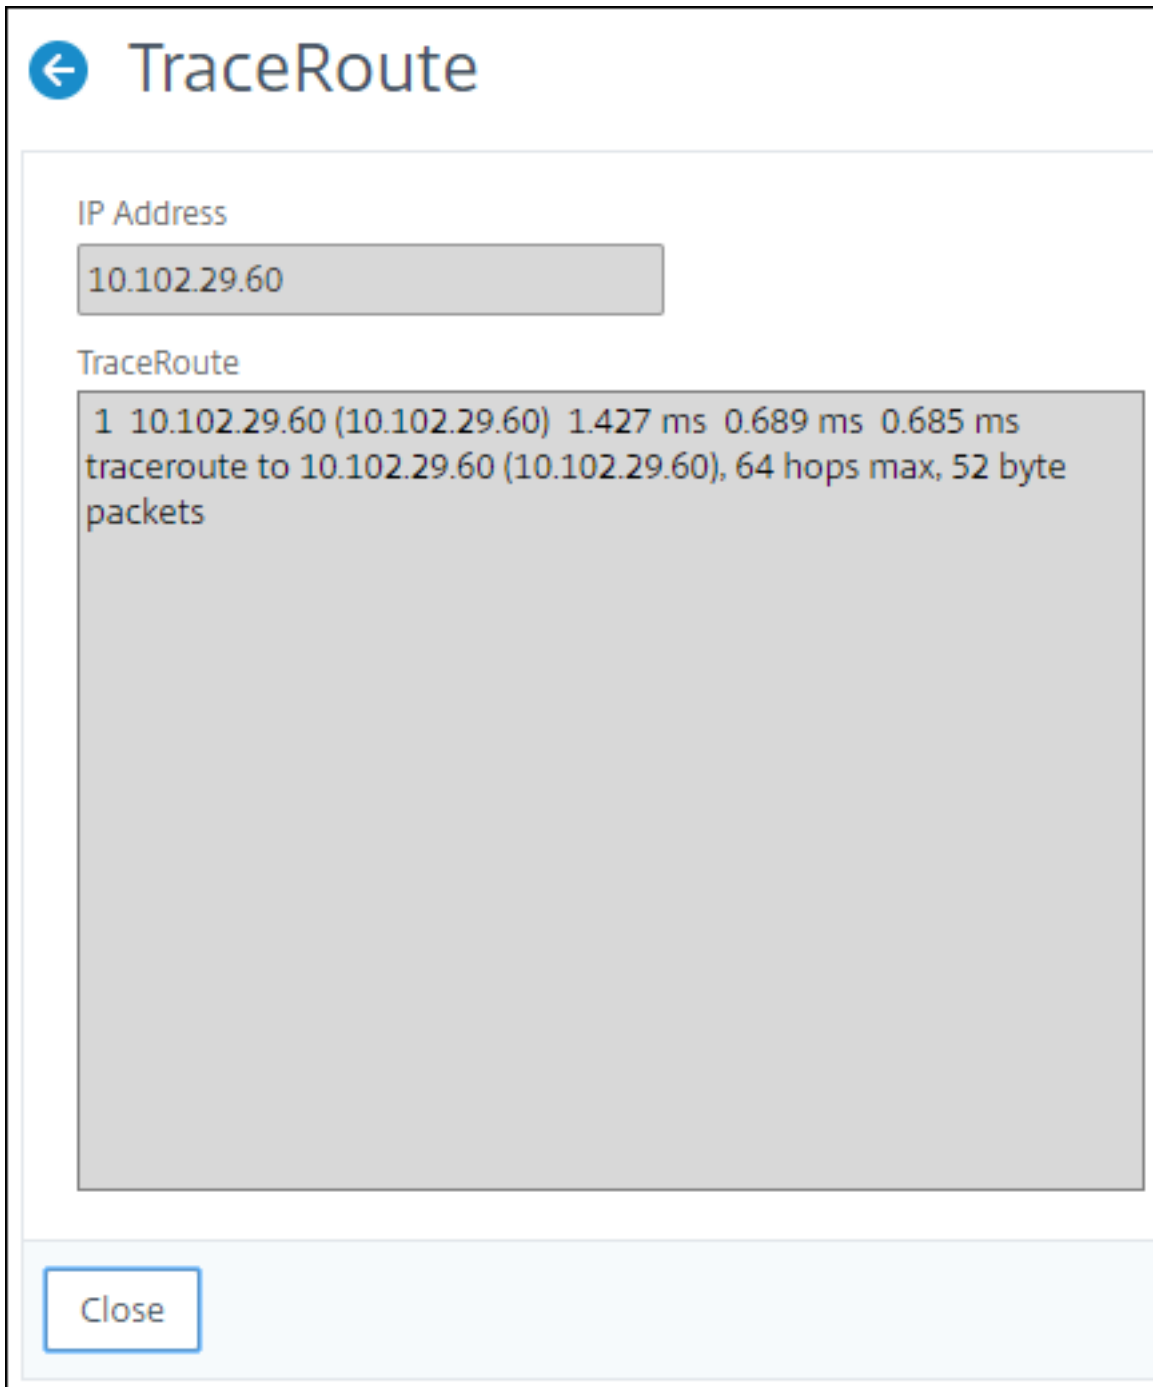 TraceRoute
IP Address
10.102.29.60
TraceRoute
1  10.102.29.60 (10.102.29.60)  1.427 ms  0.689 ms  0.685 ms
traceroute to 10.102.29.60 (10.102.29.60), 64 hops max, 52 byte
packets
Close